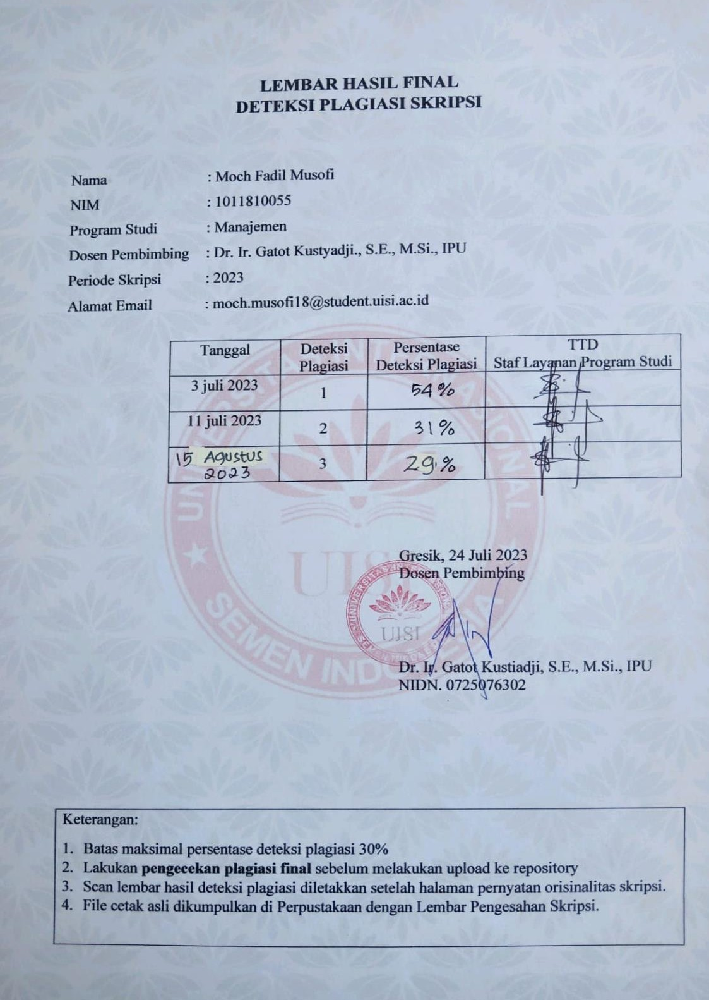 LEMBAR HASIL FINAL
DETEKSI PLAGIASI SKRIPSI
Nama : Moch Fadil Musofi
NIM : 1011810055
Program Studi : Manajemen
Dosen Pembimbing : Dr. Ir. Gatot Kustyadji., S.E., M.Si., IPU
Periode Skripsi : 2023
Alamat Email : moch.musofi18@student.uisi.ac.id
Tanggal Deteksi Plagiasi Persentase Deteksi Plagiasi TTD Staf Layanan Program Studi
3 juli 2023 1 54%
11 juli 2023 2 31%
15 Agustus 2023 3 29.%
Gresik, 24 Juli 2023
Dosen Pembimbing
UISI
Dr. Ir. Gatot Kustiadji, S.E., M.Si., IPU
NIDN. 0725076302
UNIVERSITAS INTERNASIONAL
UISI
SEMEN INDONESIA
Keterangan:
1. Batas maksimal persentase deteksi plagiasi 30%
2. Lakukan pengecekan plagiasi final sebelum melakukan upload ke repository
3. Scan lembar hasil deteksi plagiasi diletakkan setelah halaman pernyatan orisinalitas skripsi.
4. File cetak asli dikumpulkan di Perpustakaan dengan Lembar Pengesahan Skripsi.